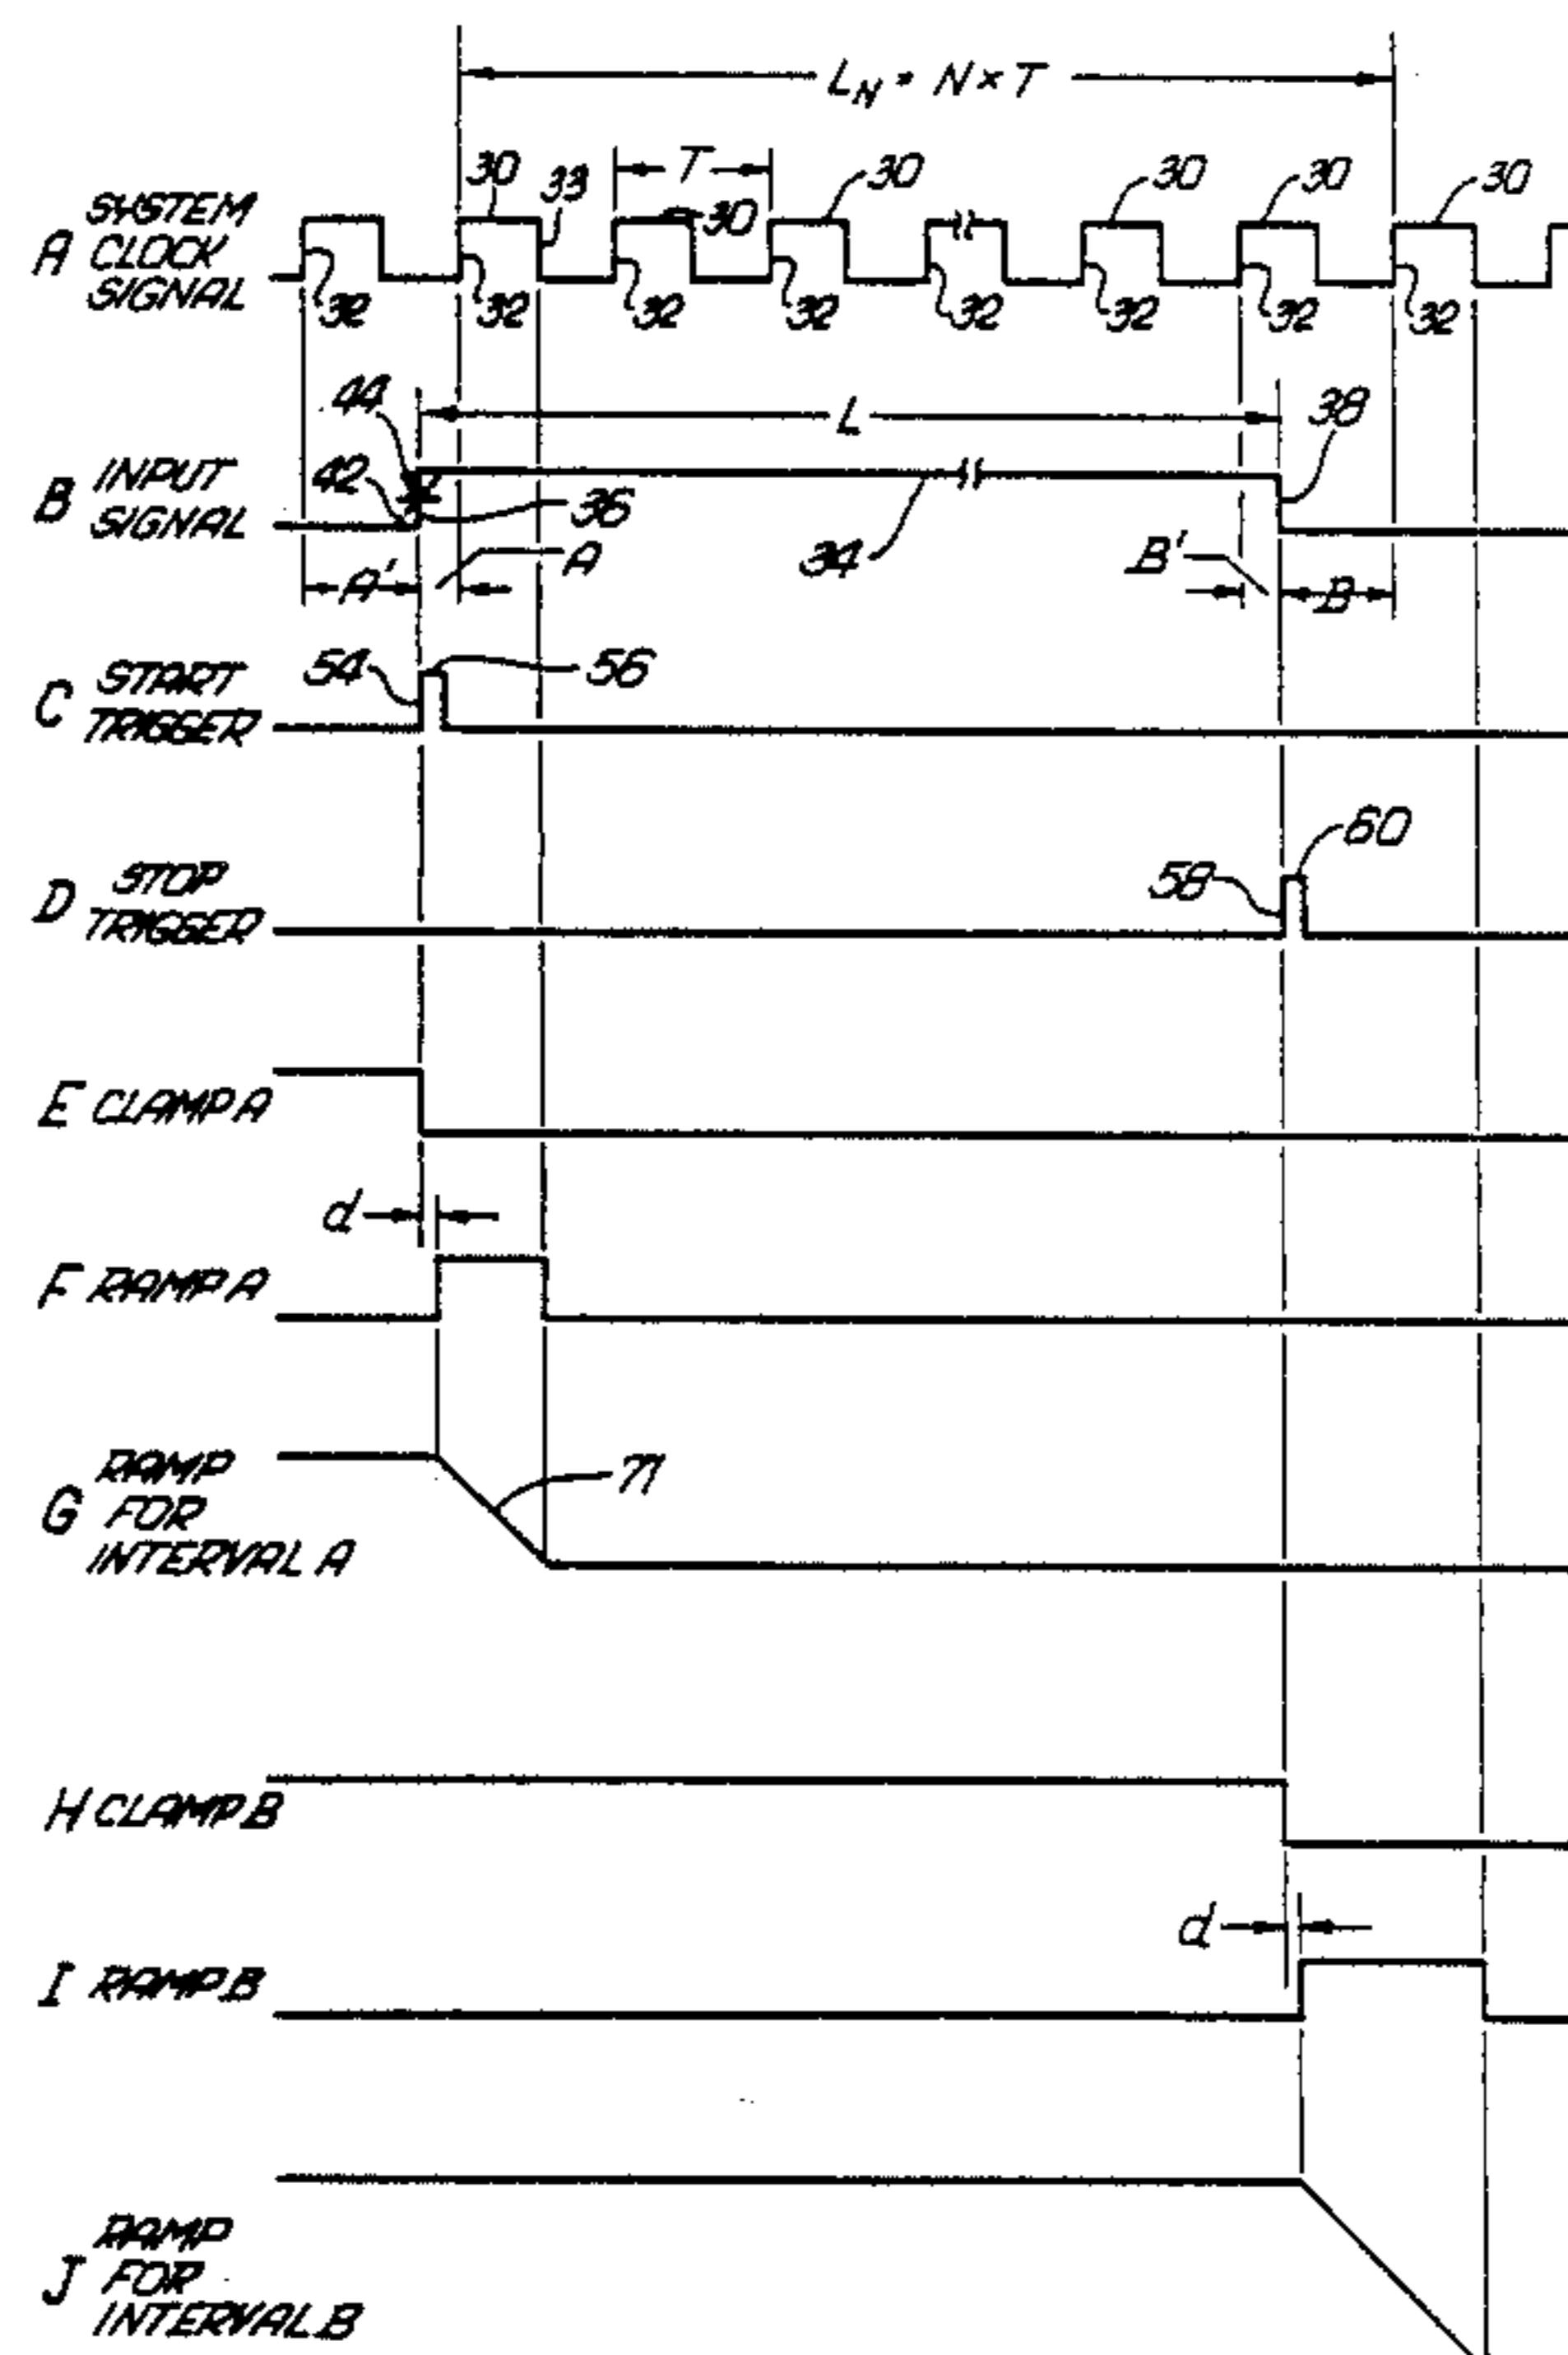 L_N = N × T
30 33 T 30 30 30 30 30
A SYSTEM CLOCK SIGNAL
32 32 32 32 32 32 32 32
44 L 38
B INPUT SIGNAL
42 36 34
A' A B' B
C START TRIGGER
54 56
D STOP TRIGGER
58 60
E CLAMP A
d
F RAMP A
G RAMP FOR INTERVAL A
71
H CLAMP B
d
I RAMP B
J RAMP FOR INTERVAL B